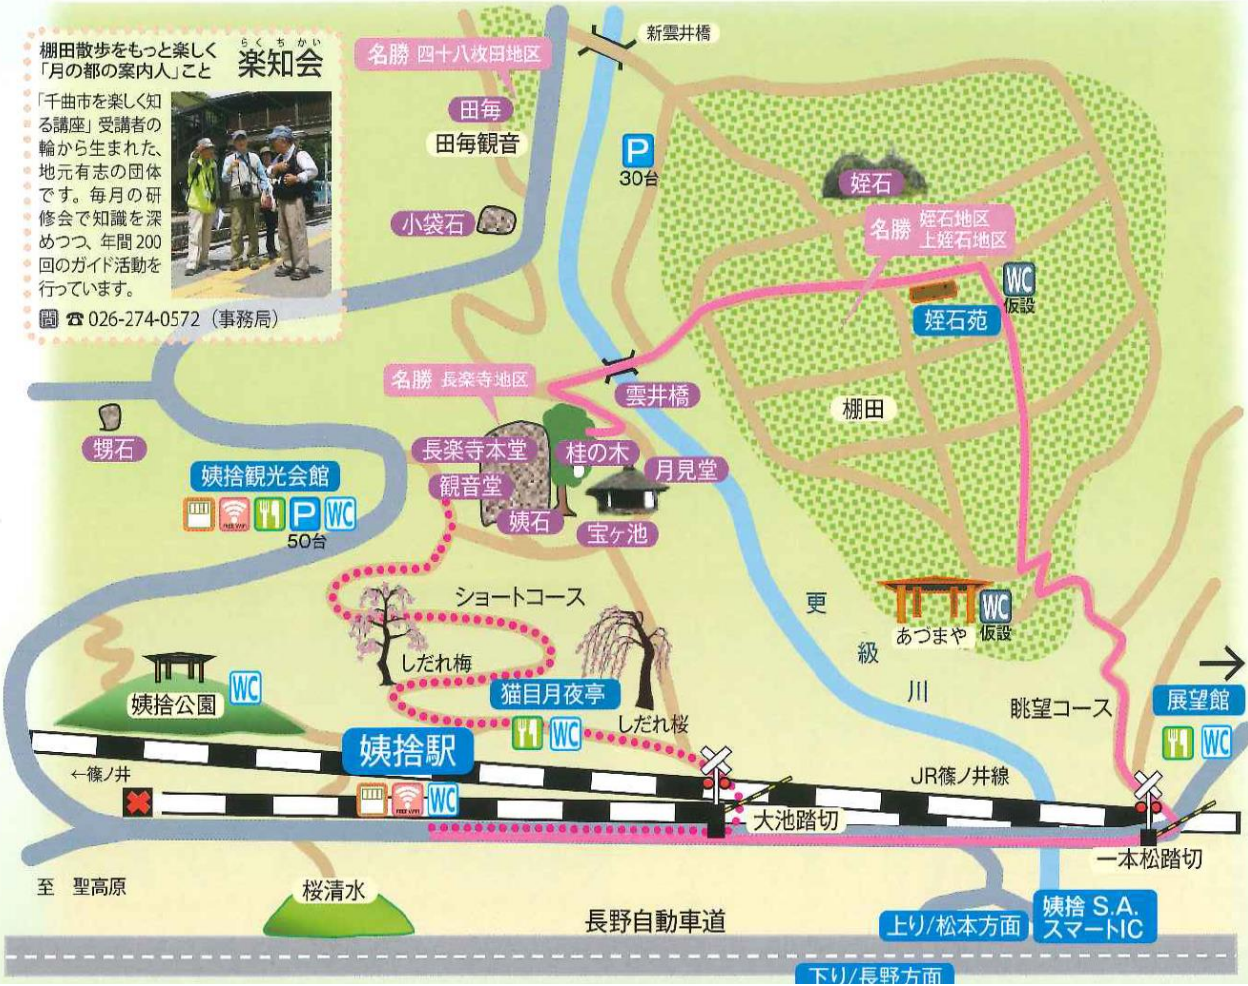 棚田散歩をもっと楽しく
「月の都の案内人」こと
らくちかい
楽知会
「千曲市を楽しく知
る講座」受講者の
輪から生まれた、
地元有志の団体
です。毎月の研
修会で知識を深
めつつ、年間200
回のガイド活動を
行っています。
問 ☎ 026-274-0572（事務局）
名勝 四十八枚田地区
田毎
田毎観音
小袋石
新雲井橋
P
30台
姪石
名勝 姪石地区
上姪石地区
WC
仮設
姪石苑
棚田
名勝 長楽寺地区
雲井橋
甥石
長楽寺本堂
桂の木
月見堂
観音堂
姨石
宝ヶ池
姨捨観光会館
FREE Wi-Fi
P
WC
50台
ショートコース
しだれ梅
しだれ桜
猫目月夜亭
WC
更級川
あづまや
WC
仮設
眺望コース
展望館
WC
姨捨公園
WC
姨捨駅
FREE Wi-Fi
WC
←篠ノ井
JR篠ノ井線
大池踏切
一本松踏切
至 聖高原
桜清水
長野自動車道
上り/松本方面
姨捨 S.A.
スマートIC
下り/長野方面